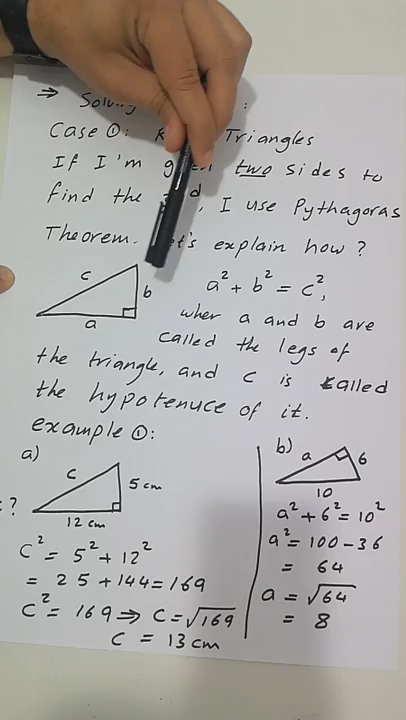 ⇒ Solving :
Case ①: Triangles
If I'm two sides to
find the , I use Pythagoras
Theorem. Let's explain how ?
c
b
a
a² + b² = c²,
wher a and b are
called the legs of
the triangle, and c is called
the hypotenuce of it.
example ①:
a)
c
5 cm
12 cm
?
c² = 5² + 12²
= 25 + 144 = 169
c² = 169 ⇒ c = √169
c = 13 cm
b)
a
6
10
a² + 6² = 10²
a² = 100 - 36
= 64
a = √64
= 8